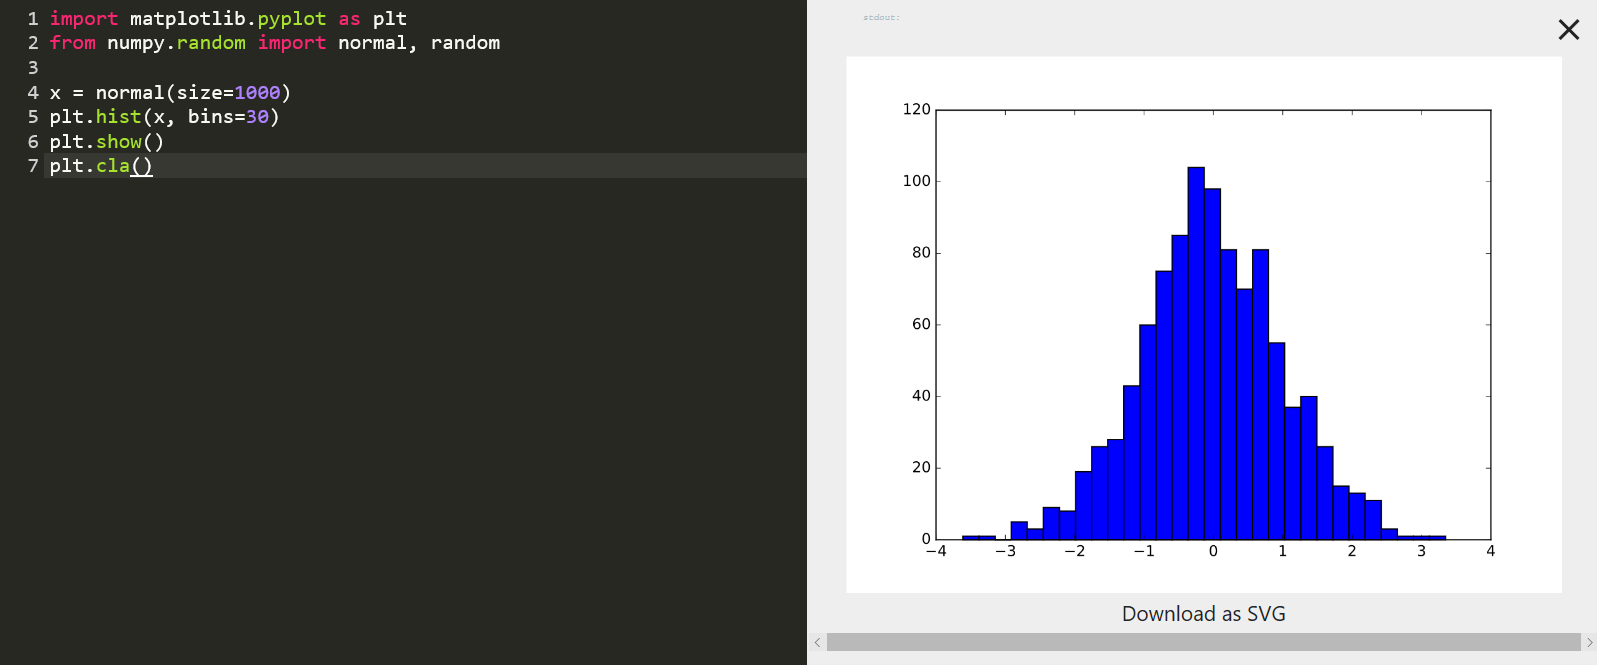 1 import matplotlib.pyplot as plt
2 from numpy.random import normal, random
3
4 x = normal(size=1000)
5 plt.hist(x, bins=30)
6 plt.show()
7 plt.cla()
stdout:
120
100
80
60
40
20
0
−4 −3 −2 −1 0 1 2 3 4
Download as SVG